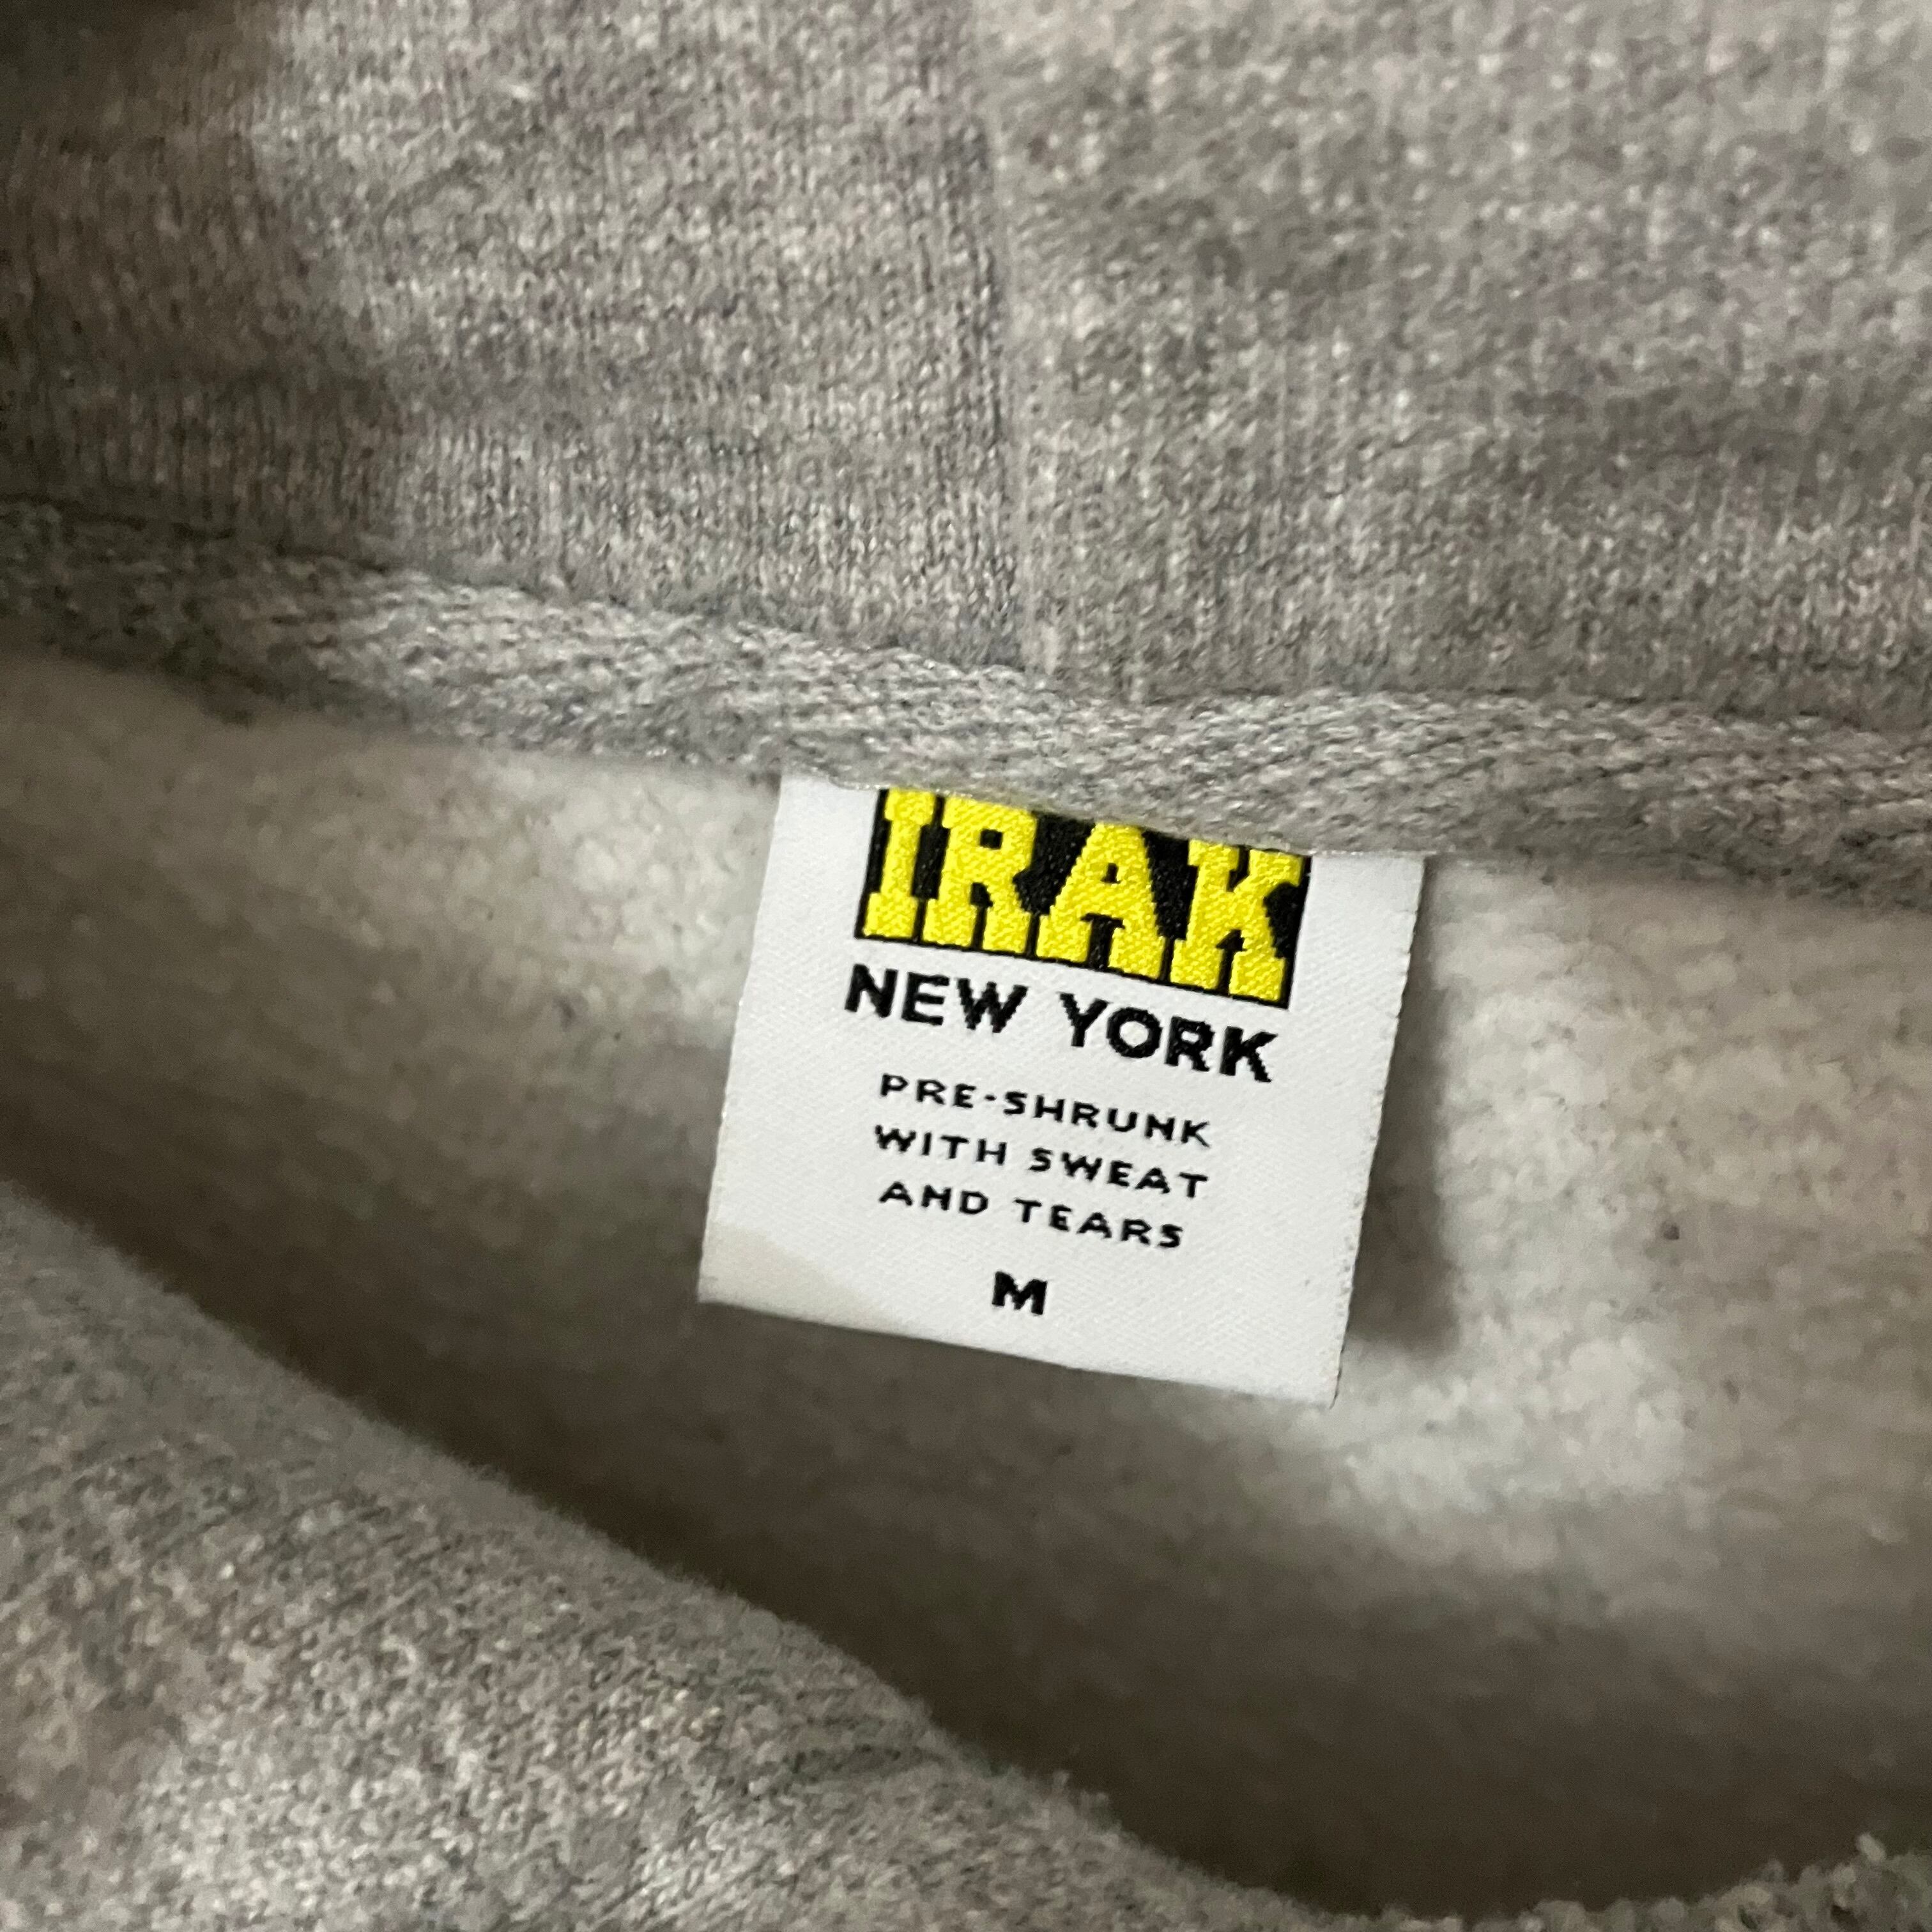 IRAK
NEW YORK
PRE-SHRUNK
WITH SWEAT
AND TEARS
M